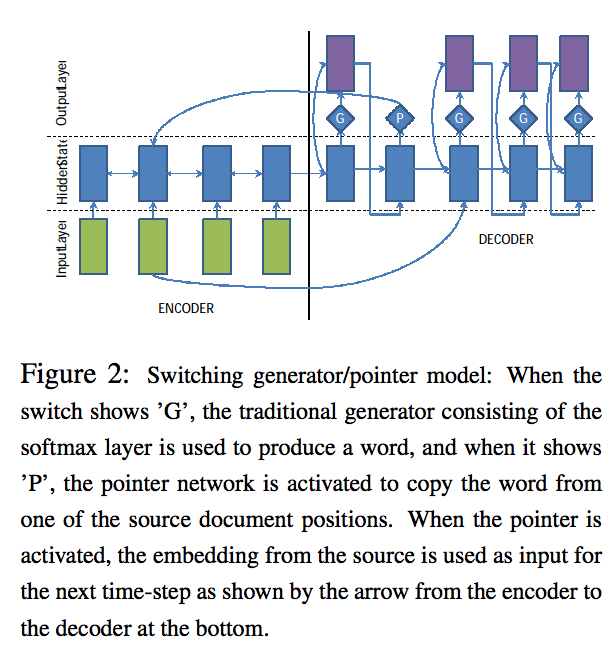 OutputLayer
G
P
G
G
G
HiddenState
InputLayer
DECODER
ENCODER
Figure 2: Switching generator/pointer model: When the
switch shows ’G’, the traditional generator consisting of the
softmax layer is used to produce a word, and when it shows
’P’, the pointer network is activated to copy the word from
one of the source document positions. When the pointer is
activated, the embedding from the source is used as input for
the next time-step as shown by the arrow from the encoder to
the decoder at the bottom.